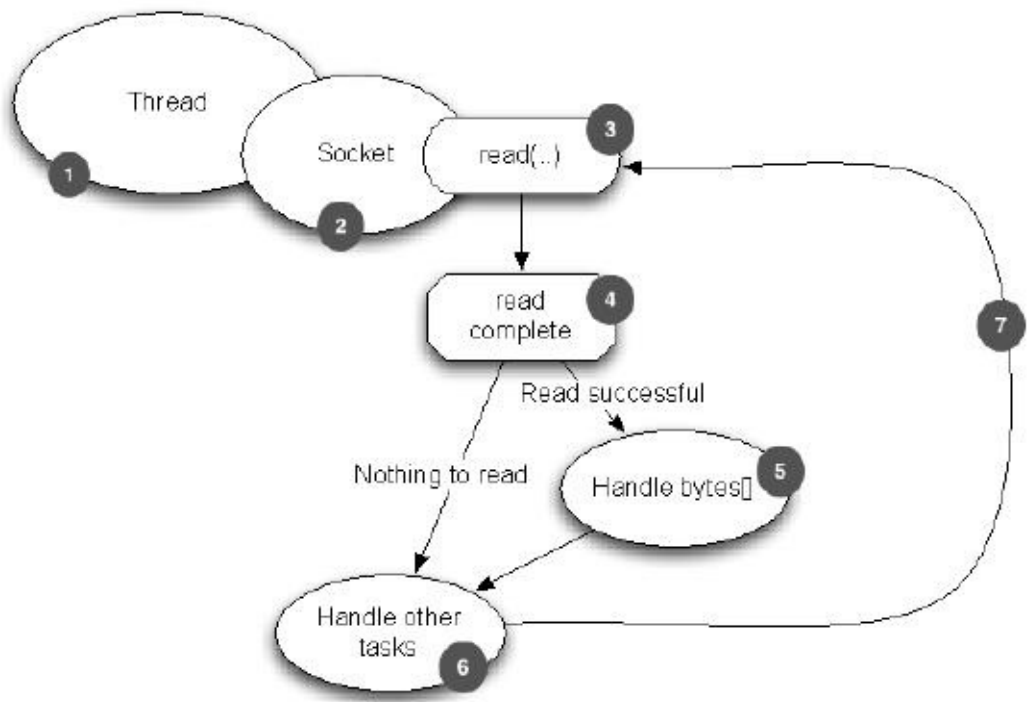 Thread
1
Socket
2
read(..)
3
read
complete
4
Read successful
Nothing to read
Handle bytes[]
5
Handle other
tasks
6
7